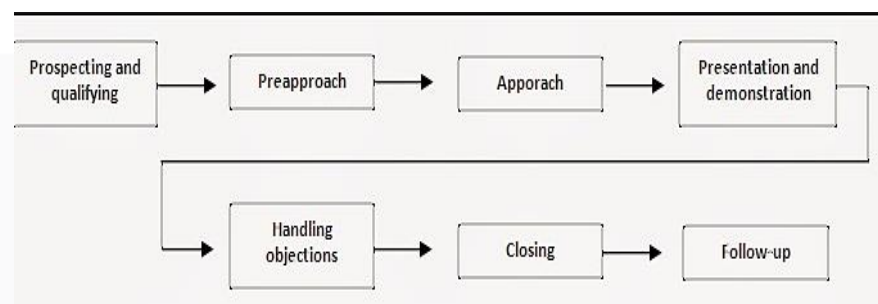 Prospecting and
qualifying
Preapproach
Apporach
Presentation and
demonstration
Handling
objections
Closing
Follow-up